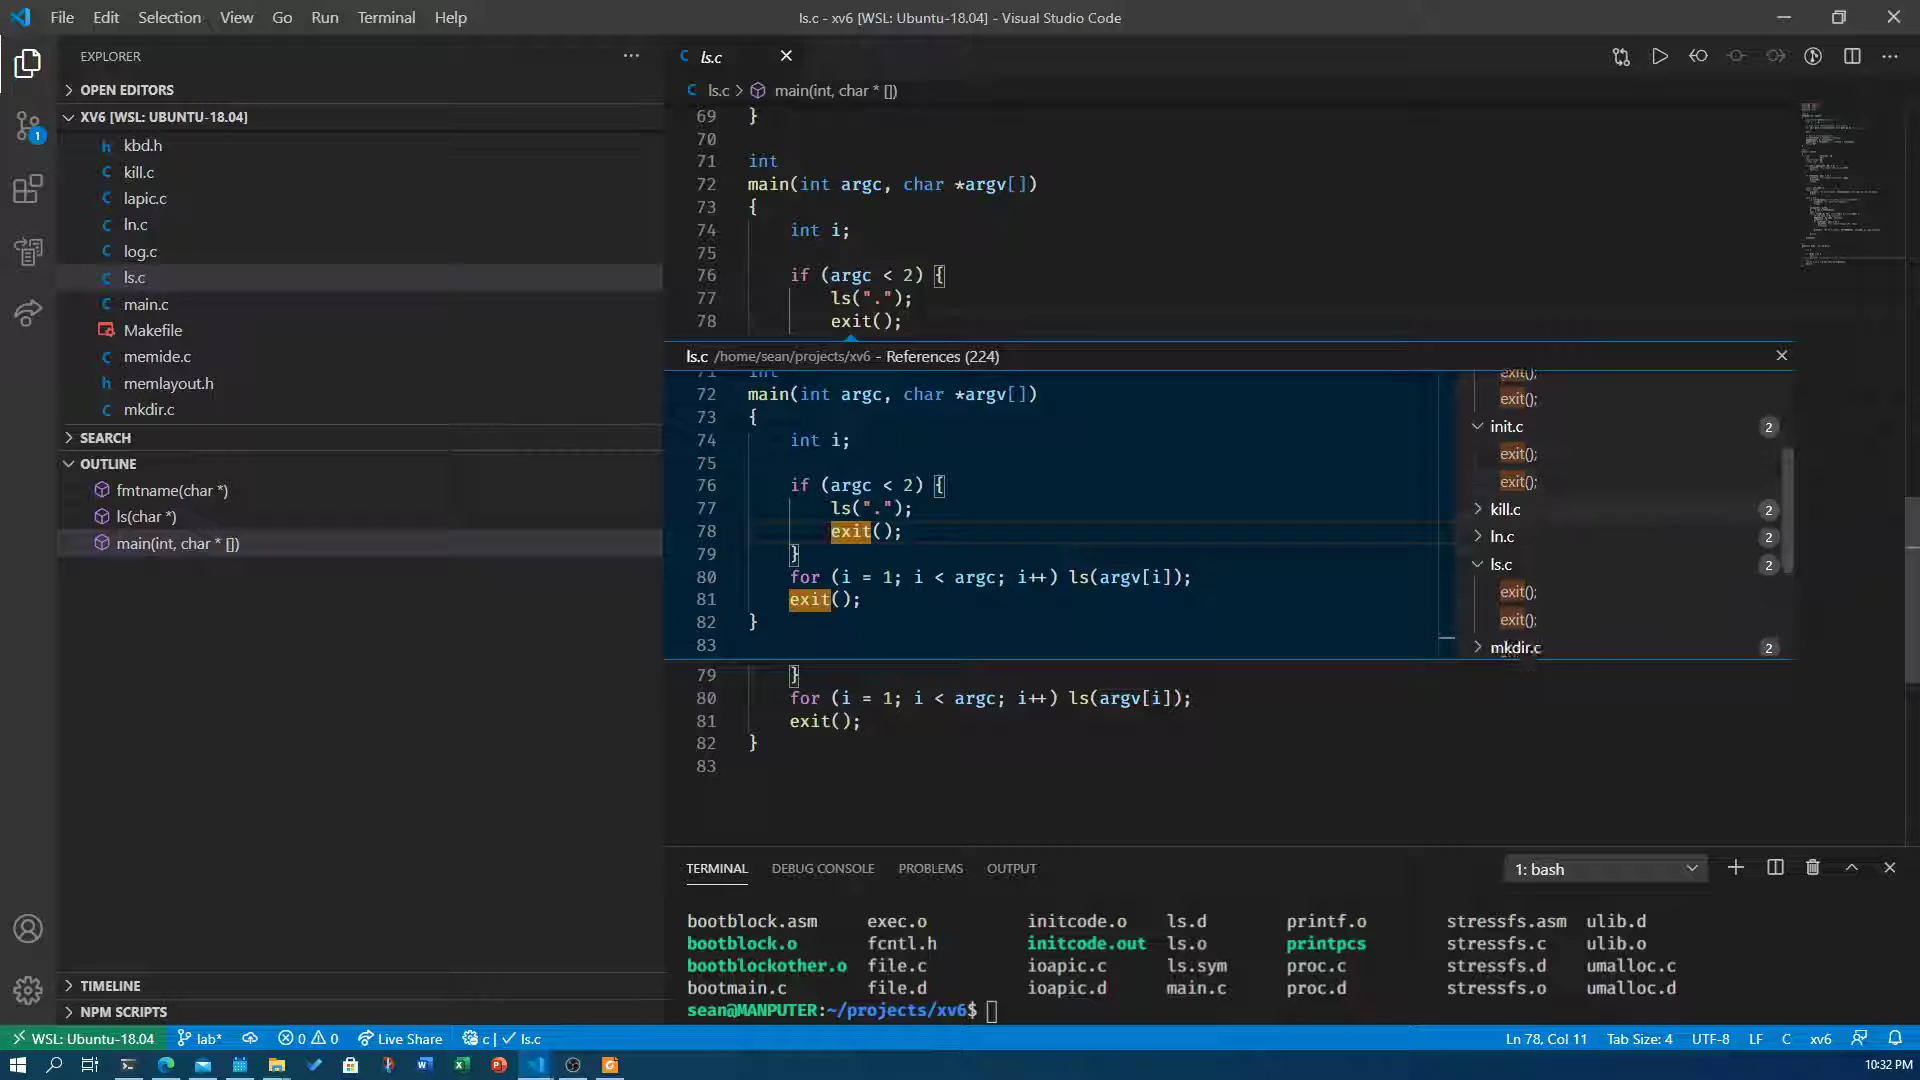 File Edit Selection View Go Run Terminal Help
ls.c - xv6 [WSL: Ubuntu-18.04] - Visual Studio Code
EXPLORER
OPEN EDITORS
XV6 [WSL: UBUNTU-18.04]
h kbd.h
C kill.c
C lapic.c
C ln.c
C log.c
C ls.c
C main.c
Makefile
C memide.c
h memlayout.h
C mkdir.c
SEARCH
OUTLINE
fmtname(char *)
ls(char *)
main(int, char * [])
TIMELINE
NPM SCRIPTS
1
C ls.c
C ls.c > main(int, char * [])
69 }
70
71 int
72 main(int argc, char *argv[])
73 {
74 int i;
75
76 if (argc < 2) {
77 ls(".");
78 exit();
ls.c /home/sean/projects/xv6 - References (224)
71 int
72 main(int argc, char *argv[])
73 {
74 int i;
75
76 if (argc < 2) {
77 ls(".");
78 exit();
79 }
80 for (i = 1; i < argc; i++) ls(argv[i]);
81 exit();
82 }
83
exit();
exit();
init.c 2
exit();
exit();
kill.c 2
ln.c 2
ls.c 2
exit();
exit();
mkdir.c 2
79 }
80 for (i = 1; i < argc; i++) ls(argv[i]);
81 exit();
82 }
83
TERMINAL DEBUG CONSOLE PROBLEMS OUTPUT
1: bash
bootblock.asm exec.o initcode.o ls.d printf.o stressfs.asm ulib.d
bootblock.o fcntl.h initcode.out ls.o printpcs stressfs.c ulib.o
bootblockother.o file.c ioapic.c ls.sym proc.c stressfs.d umalloc.c
bootmain.c file.d ioapic.d main.c proc.d stressfs.o umalloc.d
sean@MANPUTER:~/projects/xv6$
WSL: Ubuntu-18.04 lab* 0 0 Live Share c | ls.c
Ln 78, Col 11 Tab Size: 4 UTF-8 LF C xv6
10:32 PM